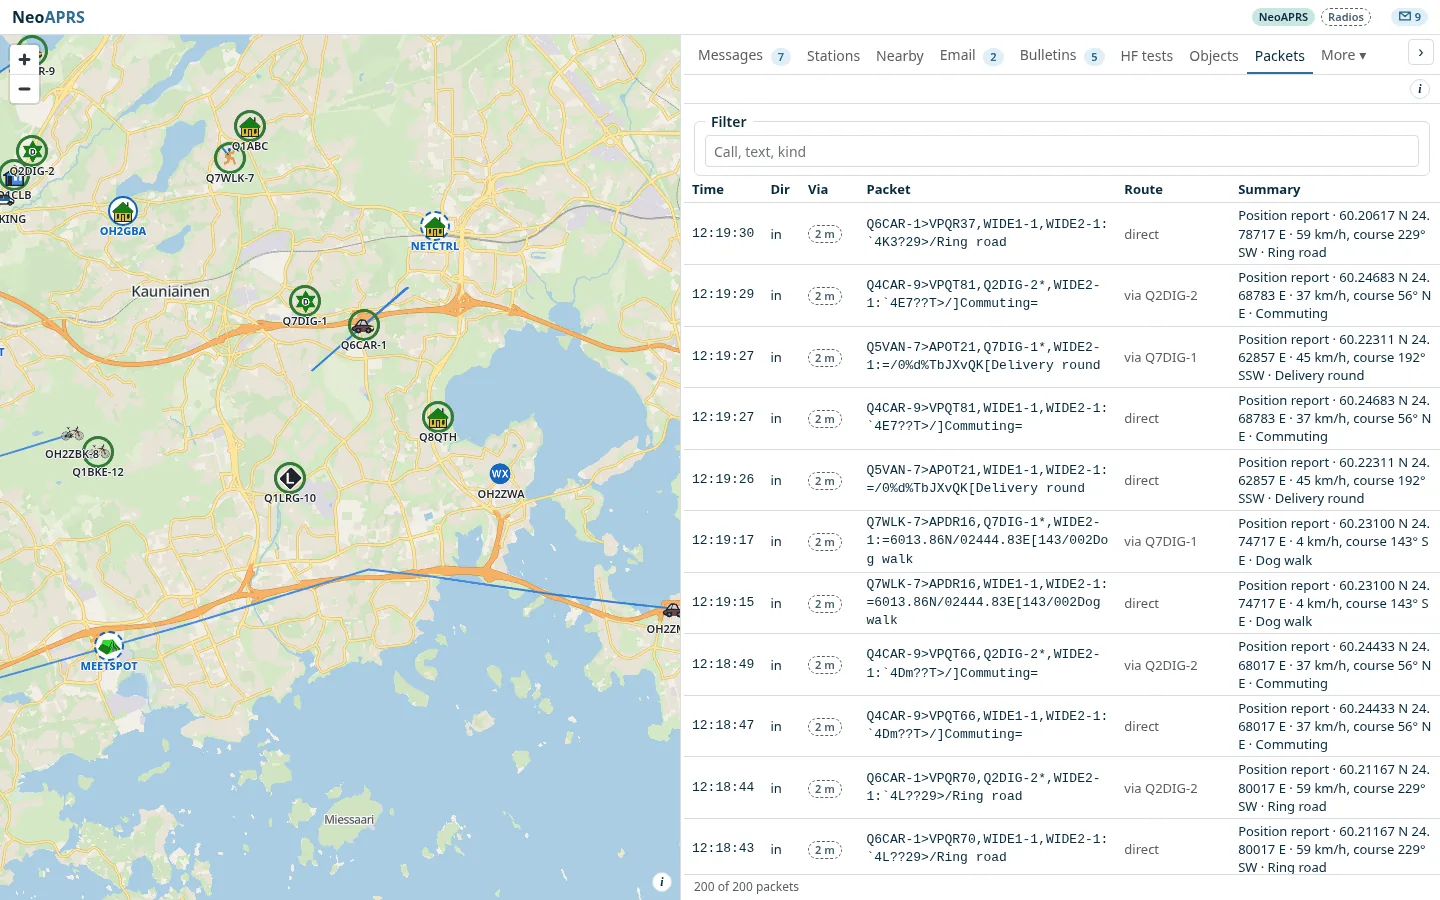 NeoAPRS
NeoAPRS
Radios
9
Messages 7
Stations
Nearby
Email 2
Bulletins 5
HF tests
Objects
Packets
More ▾
›
i
+
−
R-9
Q1ABC
Q7WLK-7
Q2DIG-2
KING
OH2GBA
NETCTRL
Kauniainen
Q7DIG-1
Q6CAR-1
T
Q8QTH
OH2ZBK-8
Q1BKE-12
Q1LRG-10
WX
OH2ZWA
MEETSPOT
Miessaari
i
Filter
Call, text, kind
Time Dir Via Packet Route Summary
12:19:30 in 2 m Q6CAR-1>VPQR37,WIDE1-1,WIDE2-1: direct Position report · 60.20617 N 24.
`4K3?29>/Ring road 78717 E · 59 km/h, course 229°
SW · Ring road
12:19:29 in 2 m Q4CAR-9>VPQT81,Q2DIG-2*,WIDE2- via Q2DIG-2 Position report · 60.24683 N 24.
1:`4E7??T>/]Commuting= 68783 E · 37 km/h, course 56° N
E · Commuting
12:19:27 in 2 m Q5VAN-7>APOT21,Q7DIG-1*,WIDE2- via Q7DIG-1 Position report · 60.22311 N 24.
1:=/0%d%TbJXvQK[Delivery round 62857 E · 45 km/h, course 192°
SSW · Delivery round
12:19:27 in 2 m Q4CAR-9>VPQT81,WIDE1-1,WIDE2-1: direct Position report · 60.24683 N 24.
`4E7??T>/]Commuting= 68783 E · 37 km/h, course 56° N
E · Commuting
12:19:26 in 2 m Q5VAN-7>APOT21,WIDE1-1,WIDE2-1: direct Position report · 60.22311 N 24.
=/0%d%TbJXvQK[Delivery round 62857 E · 45 km/h, course 192°
SSW · Delivery round
12:19:17 in 2 m Q7WLK-7>APDR16,Q7DIG-1*,WIDE2- via Q7DIG-1 Position report · 60.23100 N 24.
1:=6013.86N/02444.83E[143/002Do 74717 E · 4 km/h, course 143° S
g walk E · Dog walk
12:19:15 in 2 m Q7WLK-7>APDR16,WIDE1-1,WIDE2-1: direct Position report · 60.23100 N 24.
=6013.86N/02444.83E[143/002Dog 74717 E · 4 km/h, course 143° S
walk E · Dog walk
12:18:49 in 2 m Q4CAR-9>VPQT66,Q2DIG-2*,WIDE2- via Q2DIG-2 Position report · 60.24433 N 24.
1:`4Dm??T>/]Commuting= 68017 E · 37 km/h, course 56° N
E · Commuting
12:18:47 in 2 m Q4CAR-9>VPQT66,WIDE1-1,WIDE2-1: direct Position report · 60.24433 N 24.
`4Dm??T>/]Commuting= 68017 E · 37 km/h, course 56° N
E · Commuting
12:18:44 in 2 m Q6CAR-1>VPQR70,Q2DIG-2*,WIDE2- via Q2DIG-2 Position report · 60.21167 N 24.
1:`4L??29>/Ring road 80017 E · 59 km/h, course 229°
SW · Ring road
12:18:43 in 2 m Q6CAR-1>VPQR70,WIDE1-1,WIDE2-1: direct Position report · 60.21167 N 24.
`4L??29>/Ring road 80017 E · 59 km/h, course 229°
SW · Ring road
200 of 200 packets